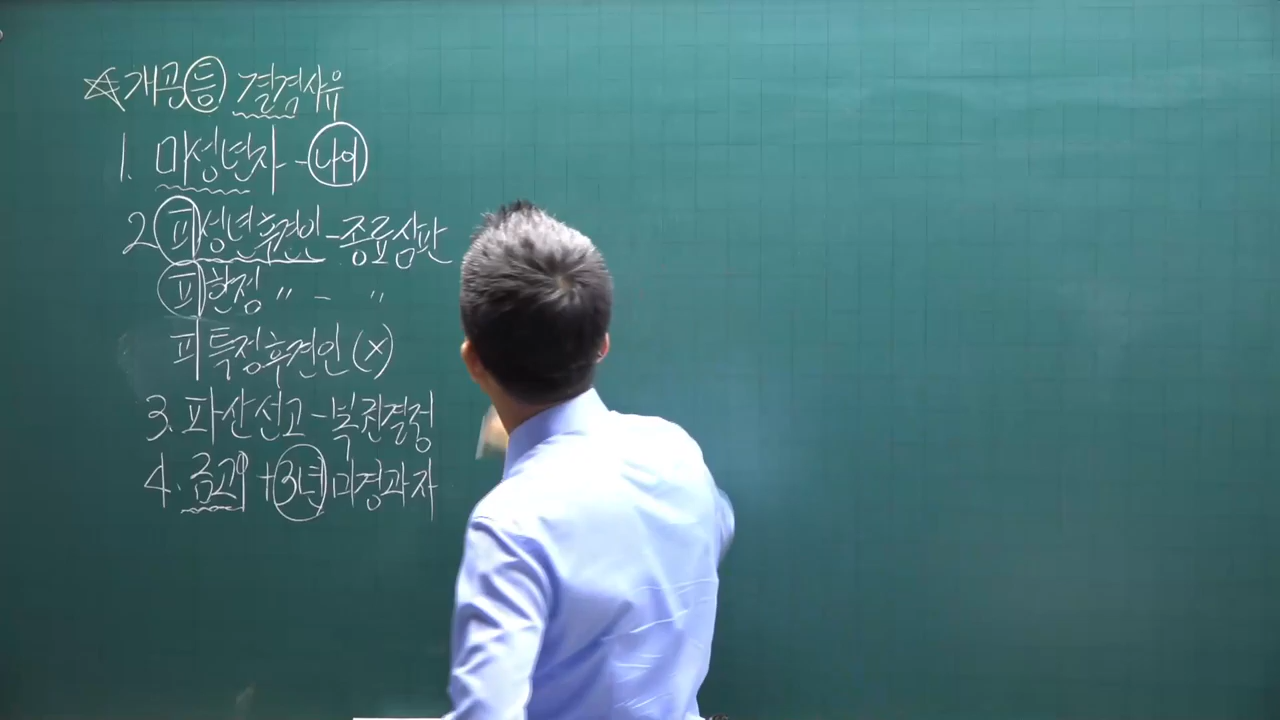 ☆개공등 결격사유
1. 미성년자 - 나이
2 피성년후견인 - 종료심판
피한정 〃 - 〃
피특정후견인 (X)
3. 파산선고 - 복권결정
4. 금고 + 3년 미경과자